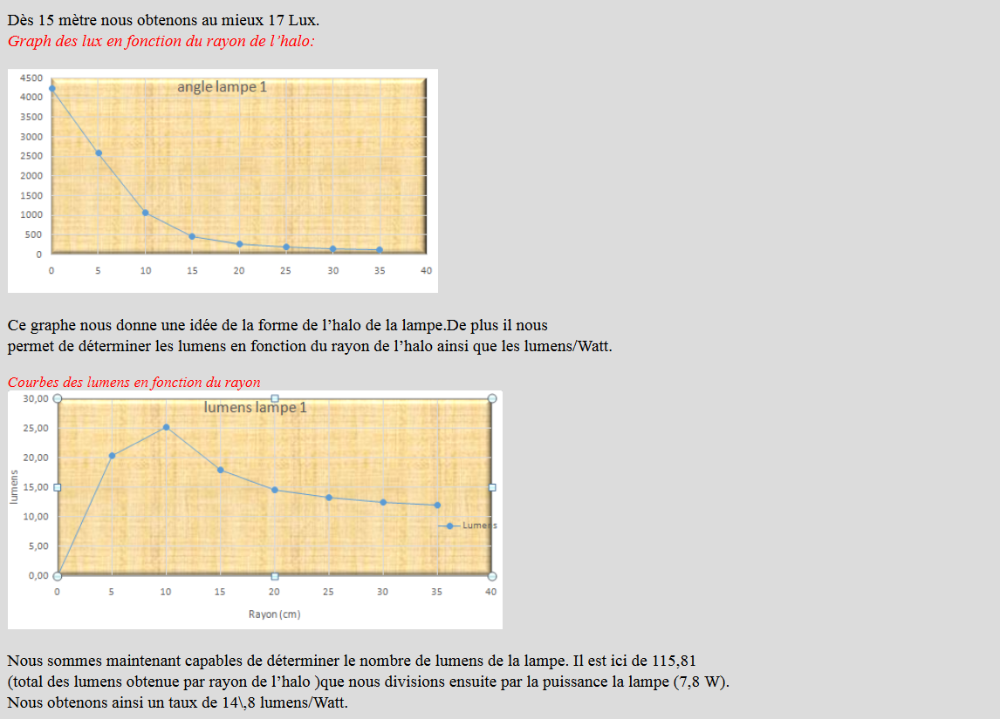 Dès 15 mètre nous obtenons au mieux 17 Lux.
Graph des lux en fonction du rayon de l’halo:
angle lampe 1
4500
4000
3500
3000
2500
2000
1500
1000
500
0
0 5 10 15 20 25 30 35 40
Ce graphe nous donne une idée de la forme de l’halo de la lampe.De plus il nous
permet de déterminer les lumens en fonction du rayon de l’halo ainsi que les lumens/Watt.
Courbes des lumens en fonction du rayon
lumens lampe 1
30,00
25,00
20,00
15,00
10,00
5,00
0,00
lumens
Lumens
0 5 10 15 20 25 30 35 40
Rayon (cm)
Nous sommes maintenant capables de déterminer le nombre de lumens de la lampe. Il est ici de 115,81
(total des lumens obtenue par rayon de l’halo )que nous divisions ensuite par la puissance la lampe (7,8 W).
Nous obtenons ainsi un taux de 14\,8 lumens/Watt.